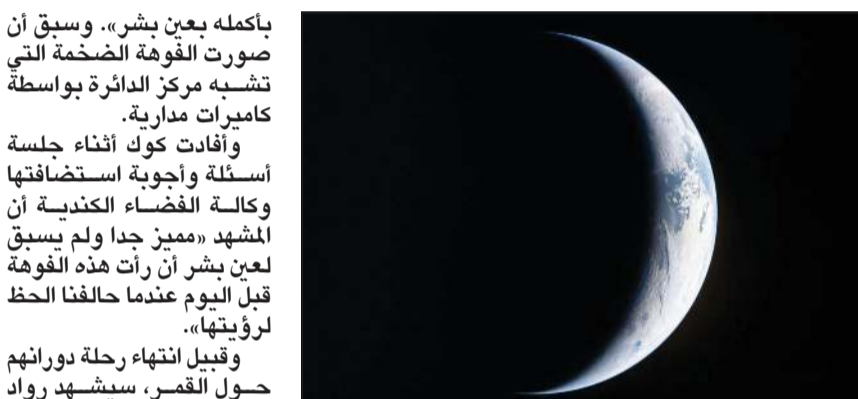 بأكمله بعين بشر». وسبق أن
صورت الفوهة الضخمة التي
تشبه مركز الدائرة بواسطة
كاميرات مدارية.
وأفادت كوك أثناء جلسة
أسئلة وأجوبة استضافتها
وكالة الفضاء الكندية أن
المشهد «مميز جدا ولم يسبق
لعين بشر أن رأت هذه الفوهة
قبل اليوم عندما حالفنا الحظ
لرؤيتها».
وقبيل انتهاء رحلة دورانهم
حول القمر، سيشهد رواد